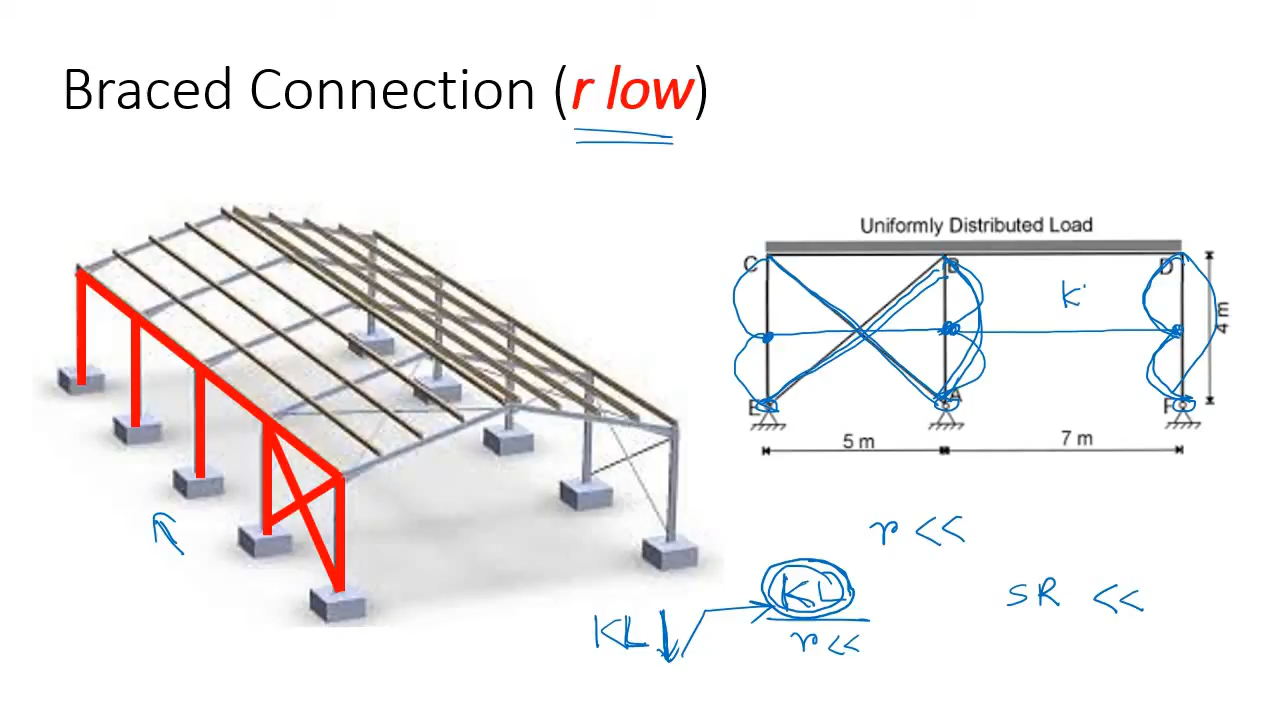 Braced Connection (r low)
Uniformly Distributed Load
C B D
K
4 m
E A F
5 m 7 m
r <<
KL
SR <<
KL↓
r <<